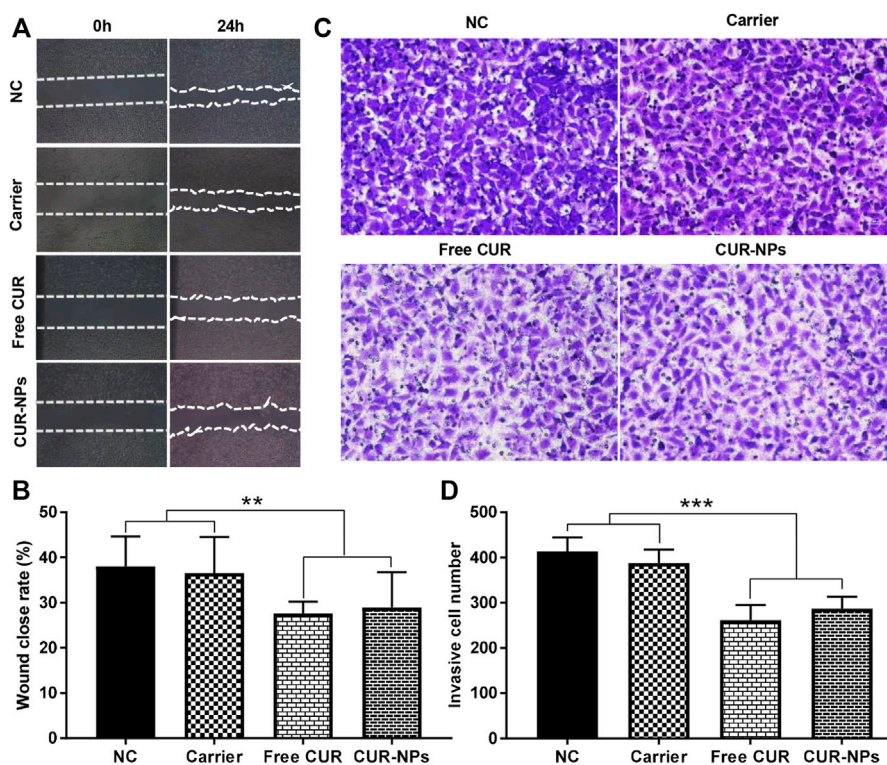 A
0h
24h
NC
Carrier
Free CUR
CUR-NPs
C
NC
Carrier
Free CUR
CUR-NPs
B
**
Wound close rate (%)
50
40
30
20
10
0
NC
Carrier
Free CUR
CUR-NPs
D
***
Invasive cell number
500
400
300
200
100
0
NC
Carrier
Free CUR
CUR-NPs